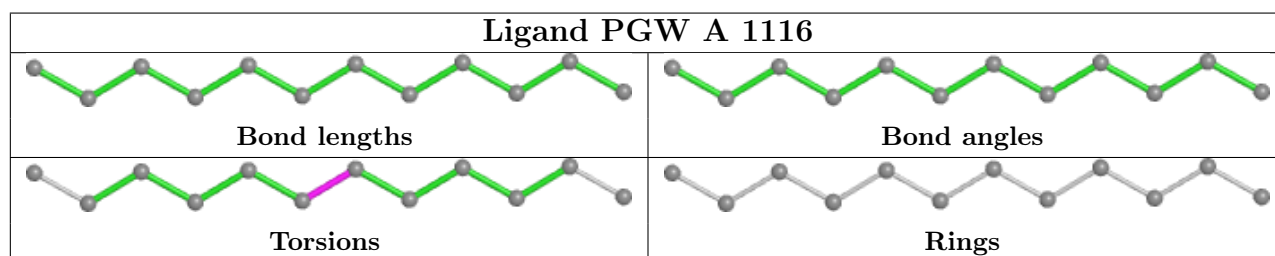 Ligand PGW A 1116
Bond lengths
Bond angles
Torsions
Rings